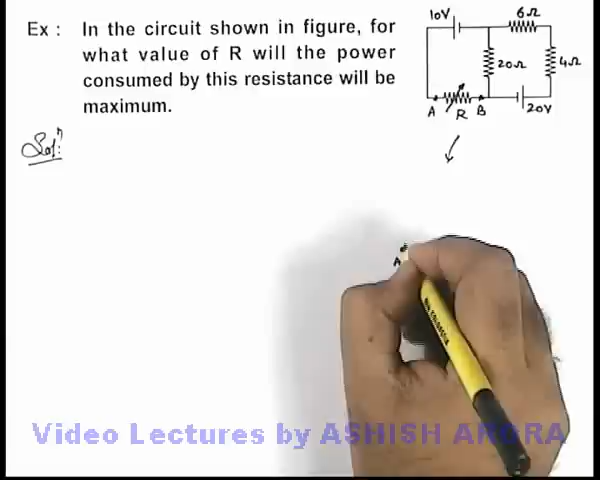 Ex : In the circuit shown in figure, for
what value of R will the power
consumed by this resistance will be
maximum.
10V
6Ω
20Ω
4Ω
A
R
B
20V
Solⁿ:
A
Video Lectures by ASHISH ARORA